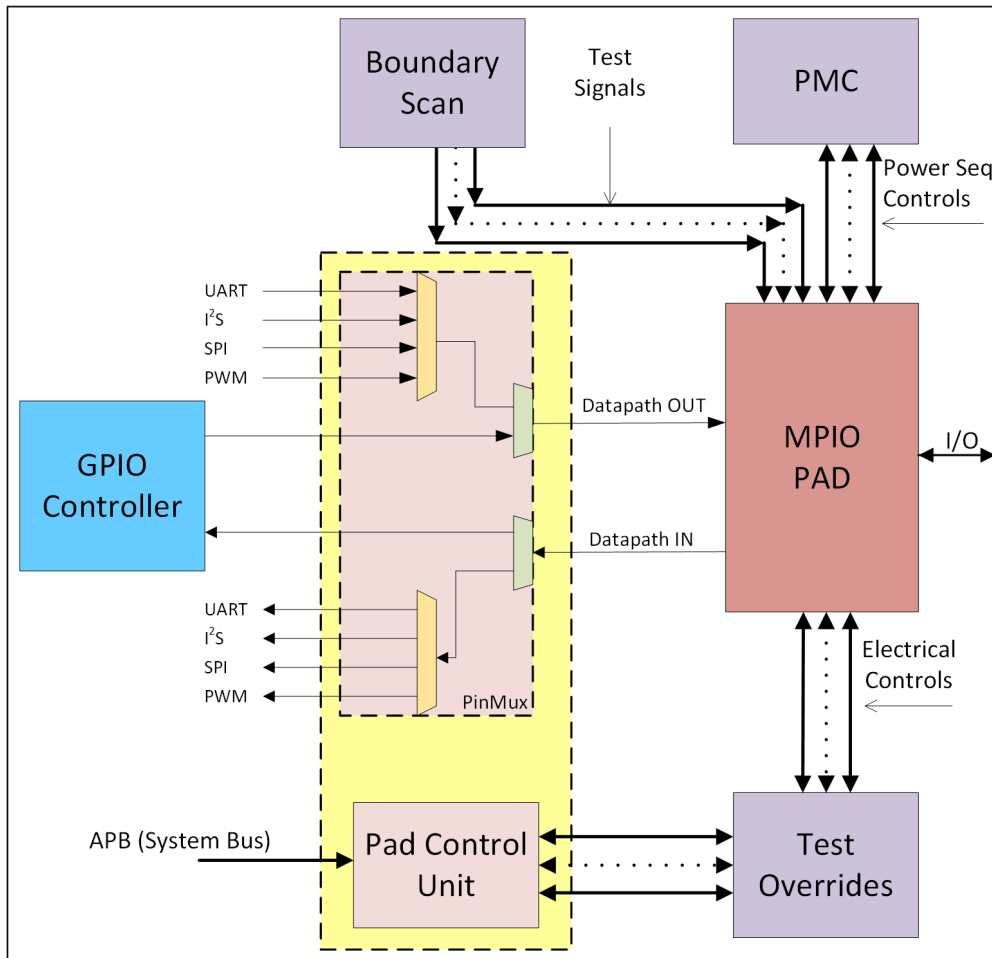 Boundary
Scan
Test
Signals
PMC
Power Seq
Controls
UART
I²S
SPI
PWM
GPIO
Controller
Datapath OUT
MPIO
PAD
I/O
Datapath IN
UART
I²S
SPI
PWM
PinMux
Electrical
Controls
APB (System Bus)
Pad Control
Unit
Test
Overrides